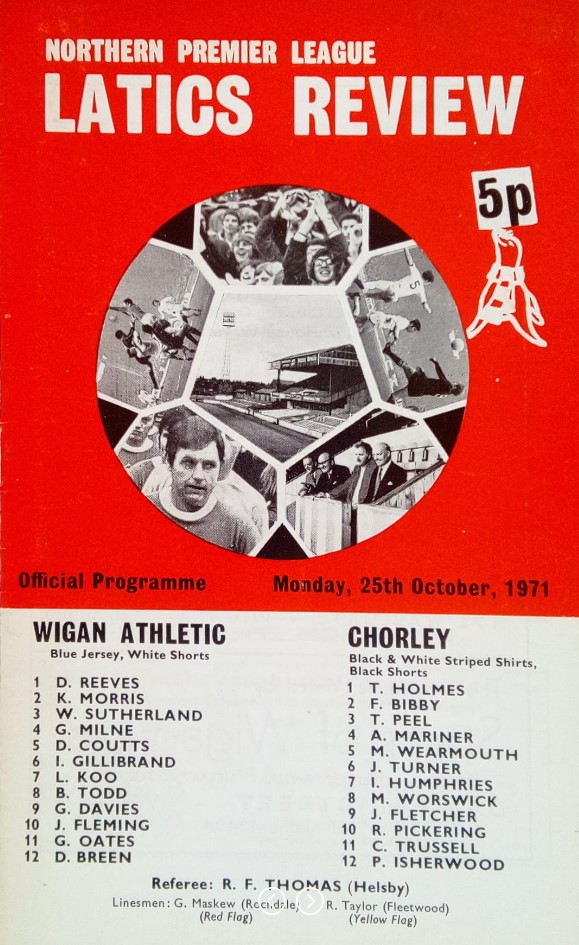 NORTHERN PREMIER LEAGUE
LATICS REVIEW
5p
5
Official Programme Monday, 25th October, 1971
WIGAN ATHLETIC
Blue Jersey, White Shorts
1 D. REEVES
2 K. MORRIS
3 W. SUTHERLAND
4 G. MILNE
5 D. COUTTS
6 I. GILLIBRAND
7 L. KOO
8 B. TODD
9 G. DAVIES
10 J. FLEMING
11 G. OATES
12 D. BREEN
CHORLEY
Black & White Striped Shirts,
Black Shorts
1 T. HOLMES
2 F. BIBBY
3 T. PEEL
4 A. MARINER
5 M. WEARMOUTH
6 J. TURNER
7 I. HUMPHRIES
8 M. WORSWICK
9 J. FLETCHER
10 R. PICKERING
11 C. TRUSSELL
12 P. ISHERWOOD
Referee: R. F. THOMAS (Helsby)
Linesmen: G. Maskew (Rochdale) R. Taylor (Fleetwood)
(Red Flag) (Yellow Flag)